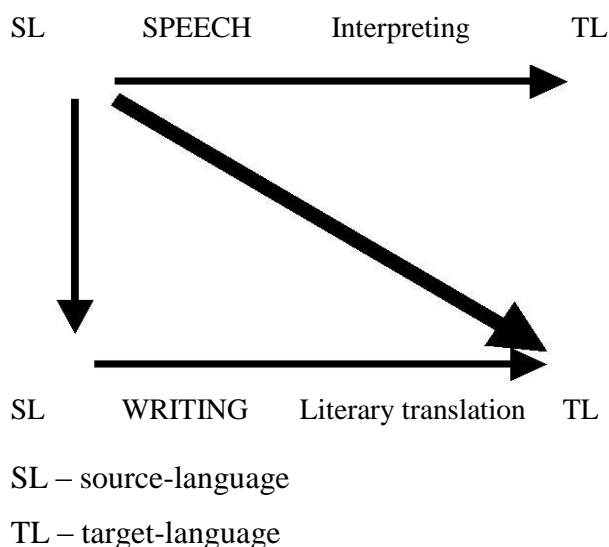 SL SPEECH Interpreting TL
SL WRITING Literary translation TL
SL – source-language
TL – target-language